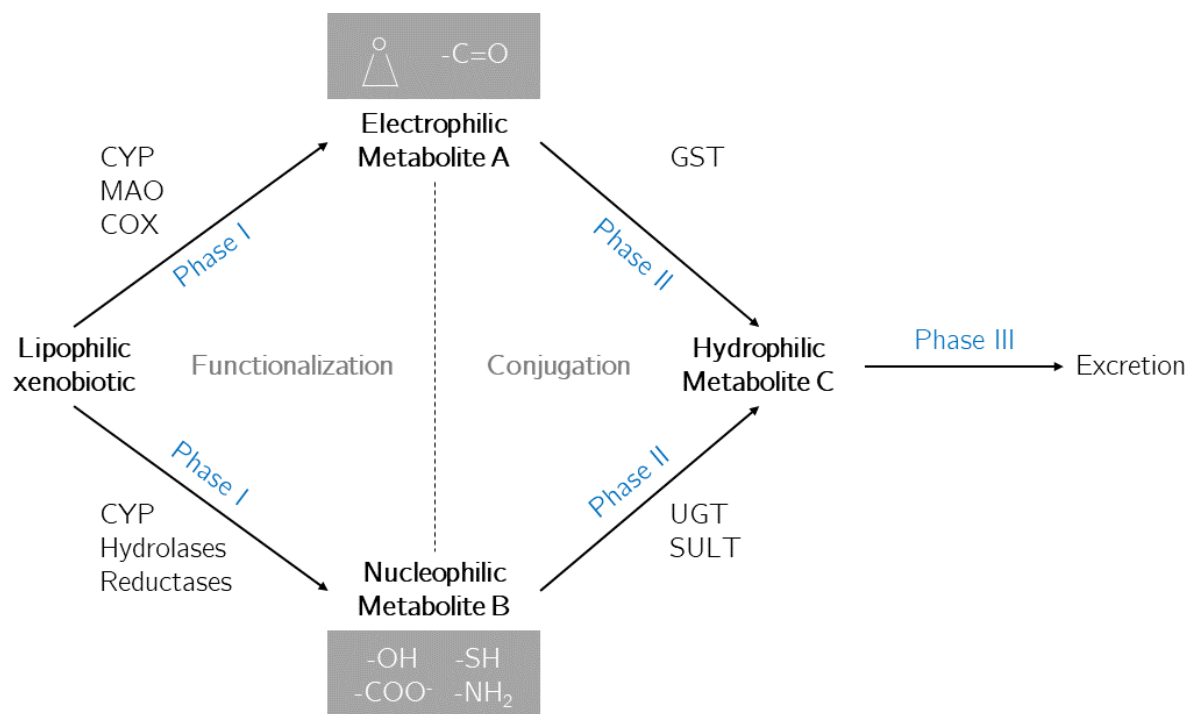 O
-C=O
Electrophilic
Metabolite A
CYP
MAO
COX
GST
Phase I
Phase II
Lipophilic
xenobiotic
Functionalization
Conjugation
Hydrophilic
Metabolite C
Phase III
Excretion
Phase I
Phase II
CYP
Hydrolases
Reductases
UGT
SULT
Nucleophilic
Metabolite B
-OH -SH
-COO⁻ -NH₂